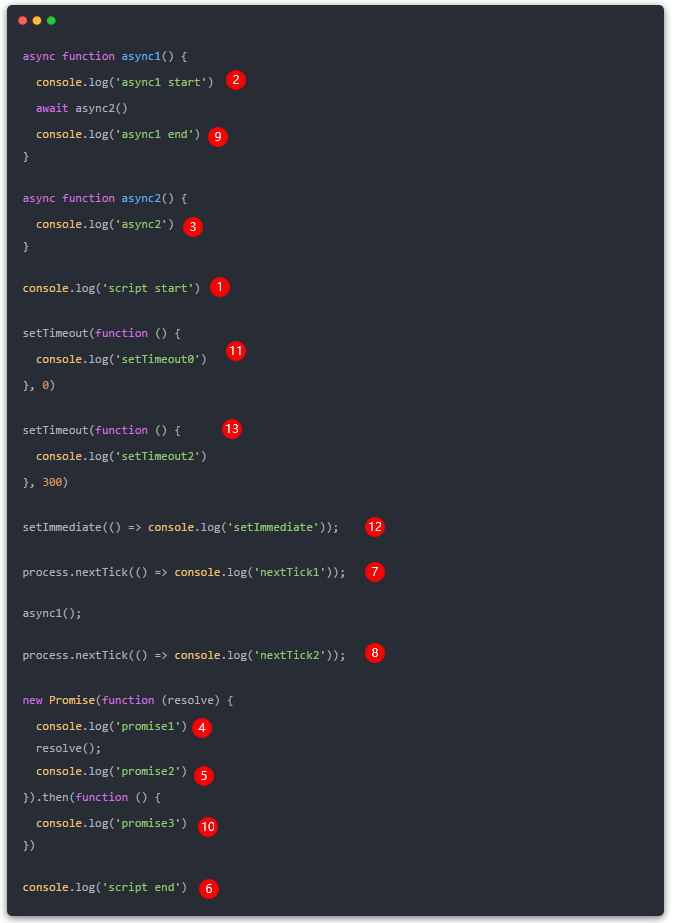 async function async1() {
  console.log('async1 start') 2
  await async2()
  console.log('async1 end') 9
}
async function async2() {
  console.log('async2') 3
}
console.log('script start') 1
setTimeout(function () {
  console.log('setTimeout0') 11
}, 0)
setTimeout(function () { 13
  console.log('setTimeout2')
}, 300)
setImmediate(() => console.log('setImmediate')); 12
process.nextTick(() => console.log('nextTick1')); 7
async1();
process.nextTick(() => console.log('nextTick2')); 8
new Promise(function (resolve) {
  console.log('promise1') 4
  resolve();
  console.log('promise2') 5
}).then(function () {
  console.log('promise3') 10
})
console.log('script end') 6